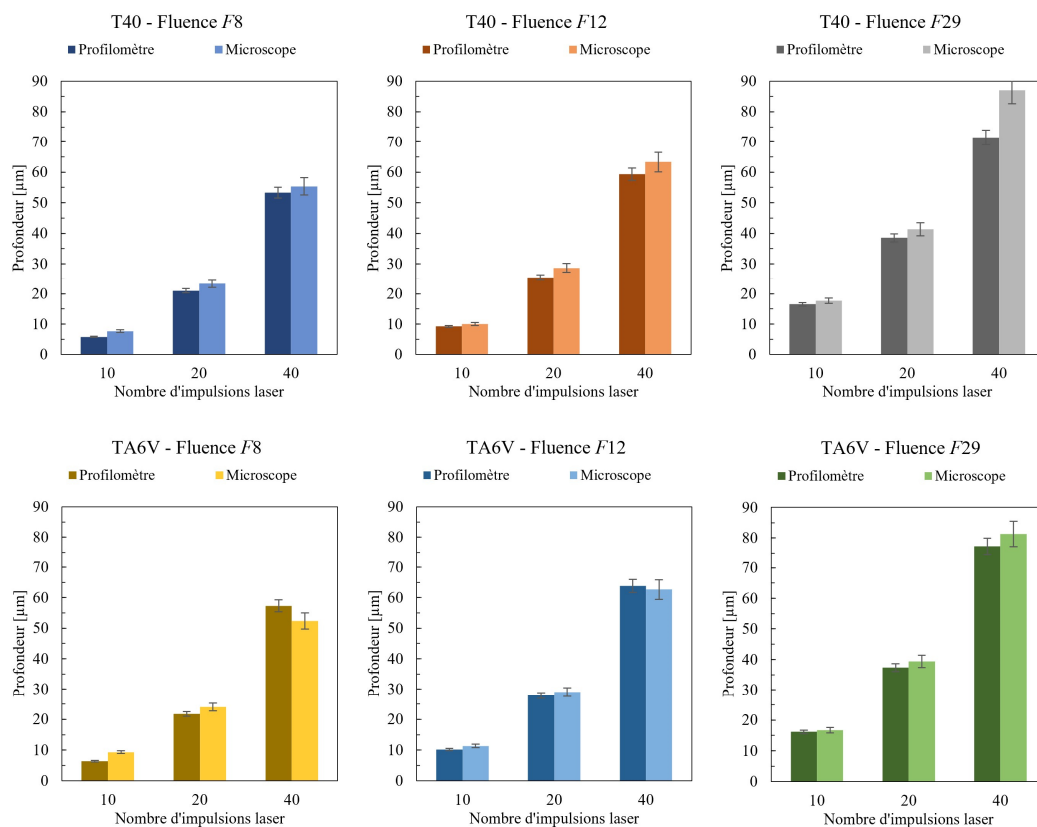 T40 - Fluence F8
Profilomètre Microscope
Profondeur [µm]
90
80
70
60
50
40
30
20
10
0
10 20 40
Nombre d'impulsions laser
T40 - Fluence F12
Profilomètre Microscope
Profondeur [µm]
90
80
70
60
50
40
30
20
10
0
10 20 40
Nombre d'impulsions laser
T40 - Fluence F29
Profilomètre Microscope
Profondeur [µm]
90
80
70
60
50
40
30
20
10
0
10 20 40
Nombre d'impulsions laser
TA6V - Fluence F8
Profilomètre Microscope
Profondeur [µm]
90
80
70
60
50
40
30
20
10
0
10 20 40
Nombre d'impulsions laser
TA6V - Fluence F12
Profilomètre Microscope
Profondeur [µm]
90
80
70
60
50
40
30
20
10
0
10 20 40
Nombre d'impulsions laser
TA6V - Fluence F29
Profilomètre Microscope
Profondeur [µm]
90
80
70
60
50
40
30
20
10
0
10 20 40
Nombre d'impulsions laser